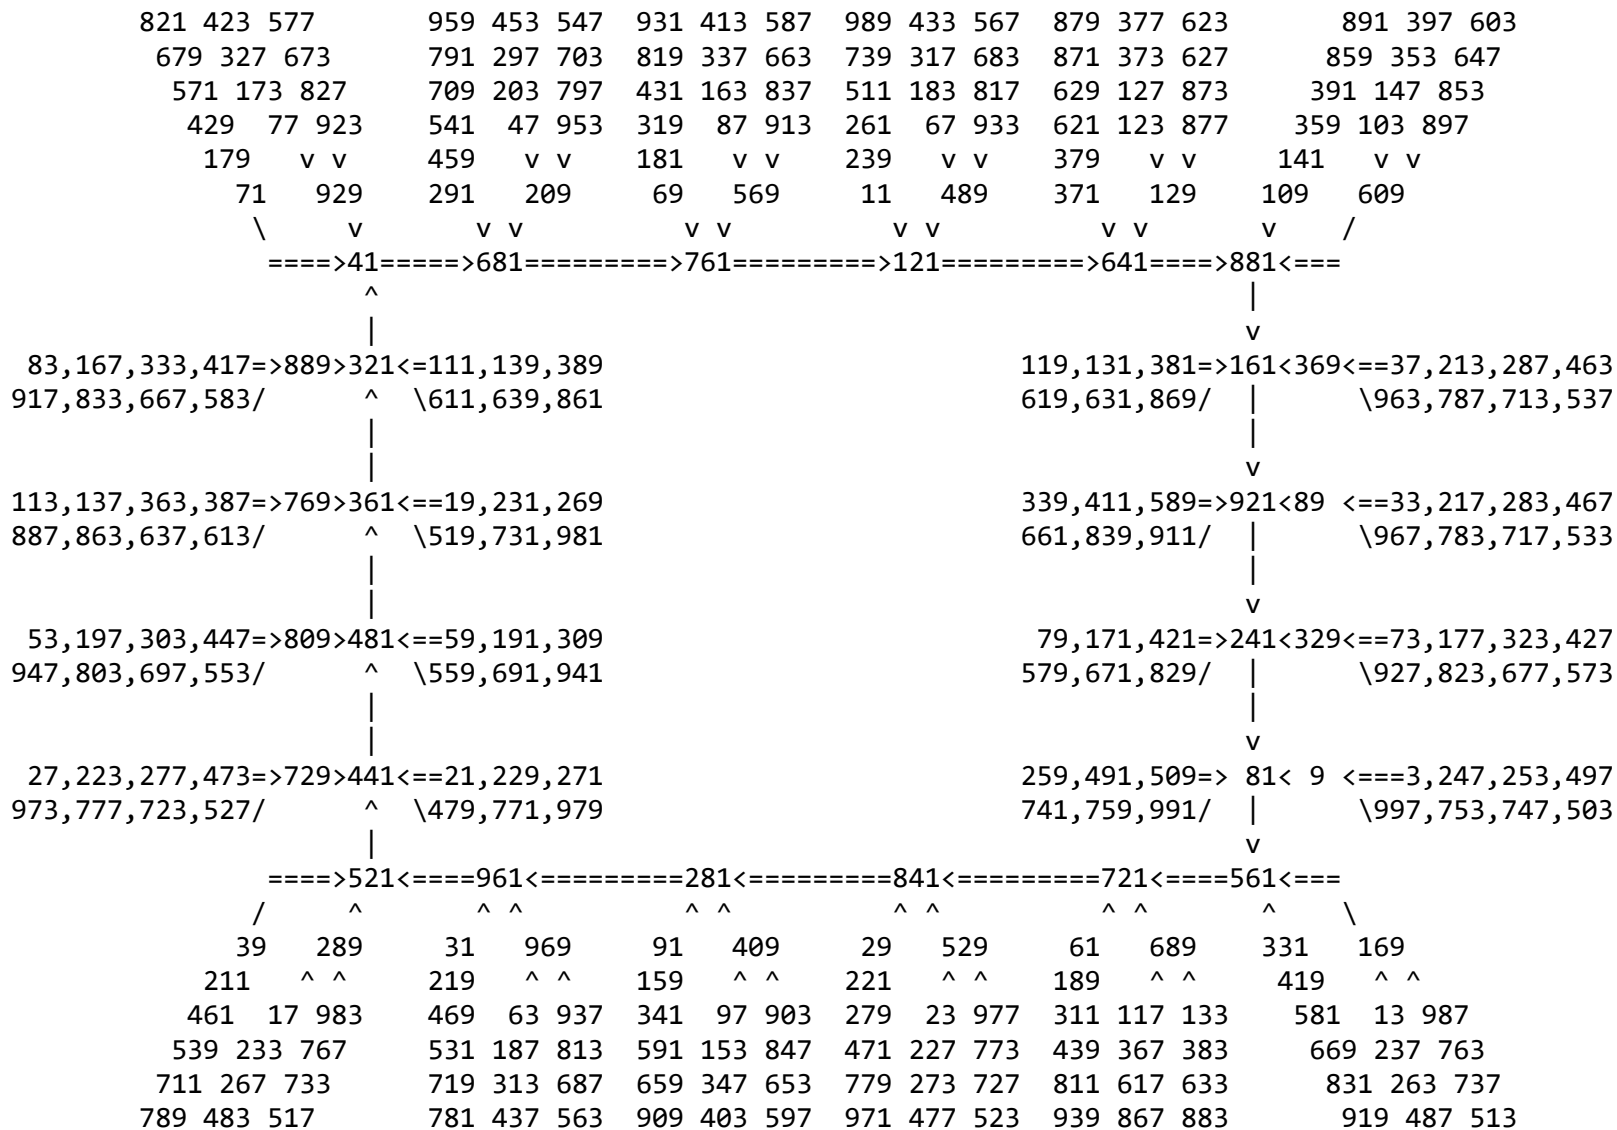 821 423 577 959 453 547 931 413 587 989 433 567 879 377 623 891 397 603
679 327 673 791 297 703 819 337 663 739 317 683 871 373 627 859 353 647
571 173 827 709 203 797 431 163 837 511 183 817 629 127 873 391 147 853
429 77 923 541 47 953 319 87 913 261 67 933 621 123 877 359 103 897
179 v v 459 v v 181 v v 239 v v 379 v v 141 v v
71 929 291 209 69 569 11 489 371 129 109 609
\ v v v v v v v v v v /
====>41=====>681=========>761=========>121=========>641====>881<===
^ |
| v
83,167,333,417=>889>321<=111,139,389 119,131,381=>161<369<==37,213,287,463
917,833,667,583/ ^ \611,639,861 619,631,869/ | \963,787,713,537
| |
| v
113,137,363,387=>769>361<==19,231,269 339,411,589=>921<89 <==33,217,283,467
887,863,637,613/ ^ \519,731,981 661,839,911/ | \967,783,717,533
| |
| v
53,197,303,447=>809>481<==59,191,309 79,171,421=>241<329<==73,177,323,427
947,803,697,553/ ^ \559,691,941 579,671,829/ | \927,823,677,573
| |
| v
27,223,277,473=>729>441<==21,229,271 259,491,509=> 81< 9 <===3,247,253,497
973,777,723,527/ ^ \479,771,979 741,759,991/ | \997,753,747,503
| v
====>521<====961<=========281<=========841<=========721<====561<===
/ ^ ^ ^ ^ ^ ^ ^ ^ ^ ^ \
39 289 31 969 91 409 29 529 61 689 331 169
211 ^ ^ 219 ^ ^ 159 ^ ^ 221 ^ ^ 189 ^ ^ 419 ^ ^
461 17 983 469 63 937 341 97 903 279 23 977 311 117 133 581 13 987
539 233 767 531 187 813 591 153 847 471 227 773 439 367 383 669 237 763
711 267 733 719 313 687 659 347 653 779 273 727 811 617 633 831 263 737
789 483 517 781 437 563 909 403 597 971 477 523 939 867 883 919 487 513